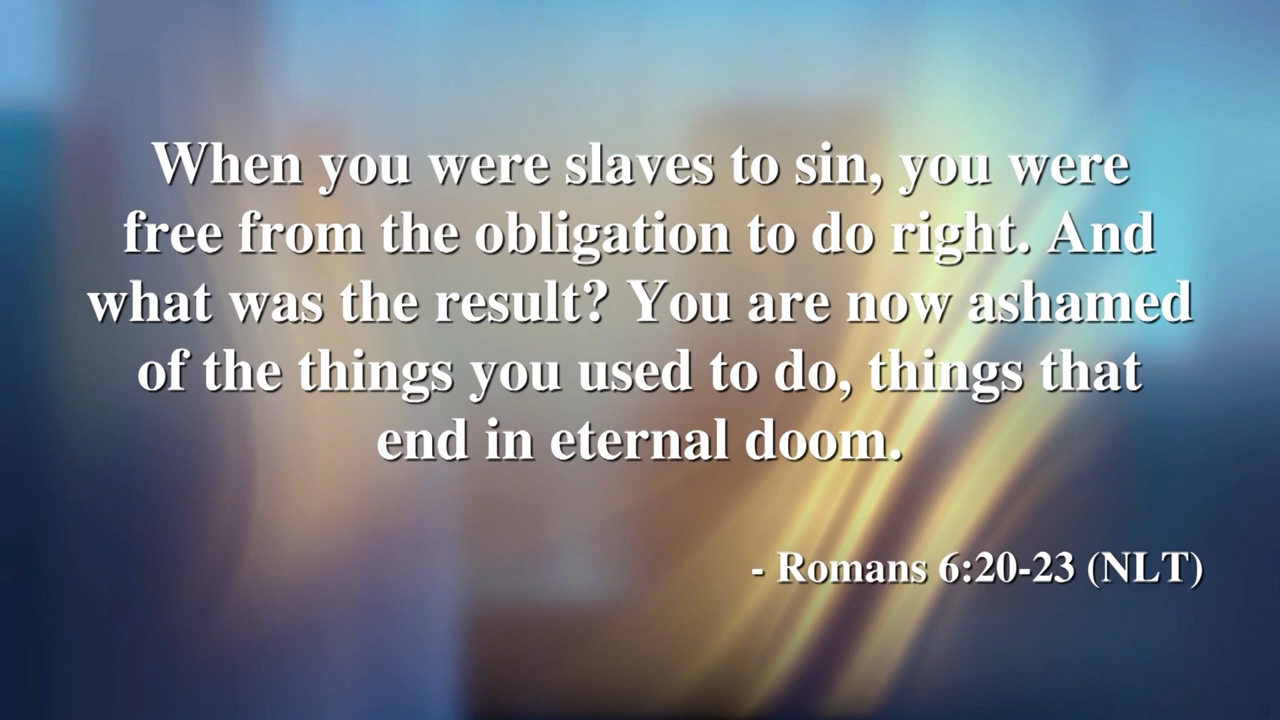 When you were slaves to sin, you were
free from the obligation to do right. And
what was the result? You are now ashamed
of the things you used to do, things that
end in eternal doom.
- Romans 6:20-23 (NLT)